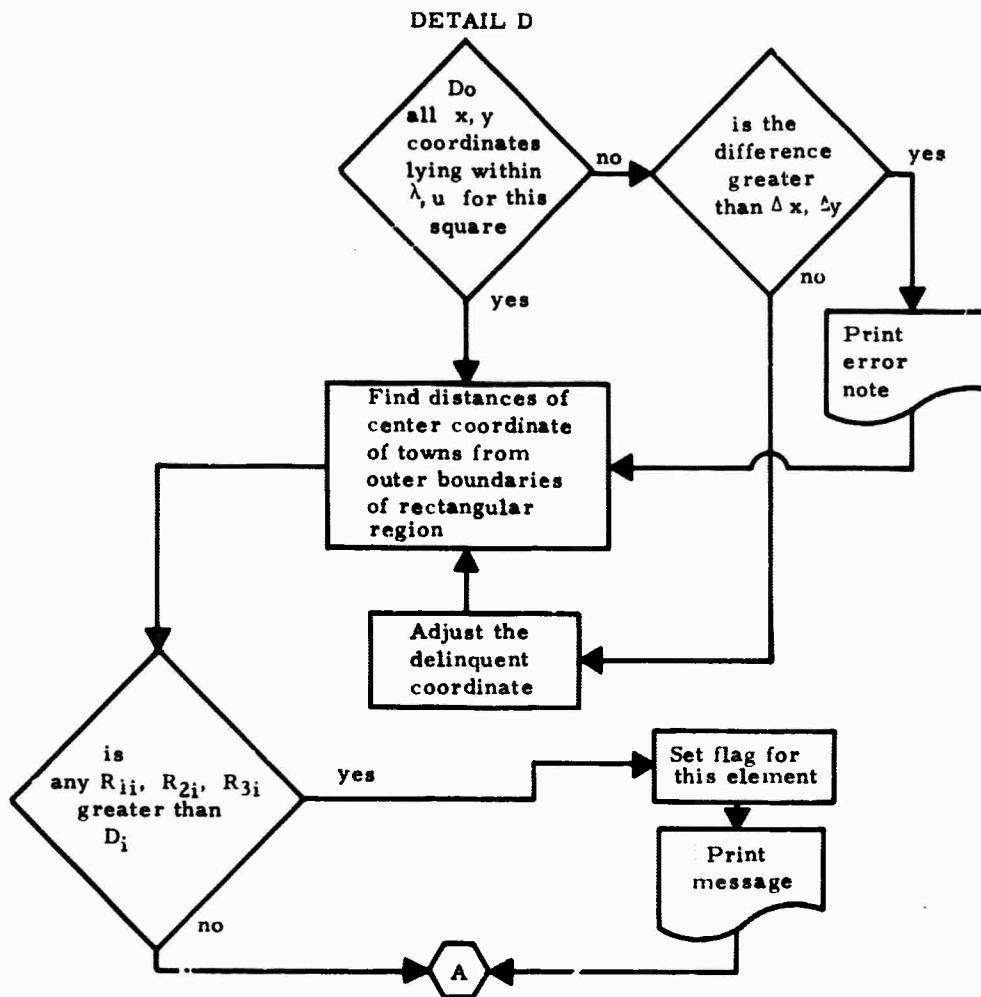 DETAIL D
Do
all x, y
coordinates
lying within
λ, u for this
square
no
is the
difference
greater
than Δ x, Δy
yes
no
yes
Print
error
note
Find distances of
center coordinate
of towns from
outer boundaries
of rectangular
region
Adjust the
delinquent
coordinate
is
any R1i, R2i, R3i
greater than
Di
yes
Set flag for
this element
Print
message
no
A